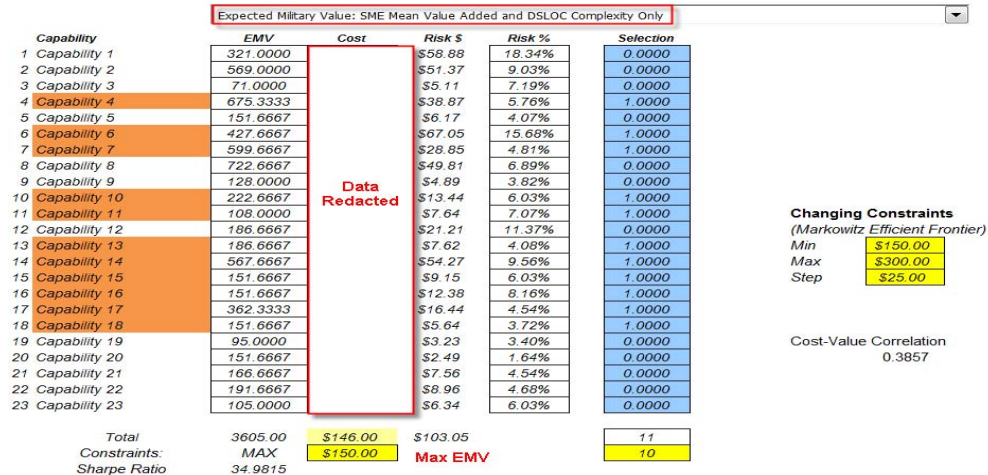 Expected Military Value: SME Mean Value Added and DSLOC Complexity Only
Capability EMV Cost Risk $ Risk % Selection
1 Capability 1 321.0000 $58.88 18.34% 0.0000
2 Capability 2 569.0000 $51.37 9.03% 0.0000
3 Capability 3 71.0000 $5.11 7.19% 0.0000
4 Capability 4 675.3333 $38.87 5.76% 1.0000
5 Capability 5 151.6667 $6.17 4.07% 0.0000
6 Capability 6 427.6667 $67.05 15.68% 1.0000
7 Capability 7 599.6667 $28.85 4.81% 1.0000
8 Capability 8 722.6667 $49.81 6.89% 0.0000
9 Capability 9 128.0000 Data $4.89 3.82% 0.0000
10 Capability 10 222.6667 Redacted $13.44 6.03% 1.0000
11 Capability 11 108.0000 $7.64 7.07% 1.0000 Changing Constraints
12 Capability 12 186.6667 $21.21 11.37% 0.0000 (Markowitz Efficient Frontier)
13 Capability 13 186.6667 $7.62 4.08% 1.0000 Min $150.00
14 Capability 14 567.6667 $54.27 9.56% 1.0000 Max $300.00
15 Capability 15 151.6667 $9.15 6.03% 1.0000 Step $25.00
16 Capability 16 151.6667 $12.38 8.16% 1.0000
17 Capability 17 362.3333 $16.44 4.54% 1.0000
18 Capability 18 151.6667 $5.64 3.72% 1.0000
19 Capability 19 95.0000 $3.23 3.40% 0.0000 Cost-Value Correlation
20 Capability 20 151.6667 $2.49 1.64% 0.0000 0.3857
21 Capability 21 166.6667 $7.56 4.54% 0.0000
22 Capability 22 191.6667 $8.96 4.68% 0.0000
23 Capability 23 105.0000 $6.34 6.03% 0.0000
Total 3605.00 $146.00 $103.05 11
Constraints: MAX $150.00 Max EMV 10
Sharpe Ratio 34.9815